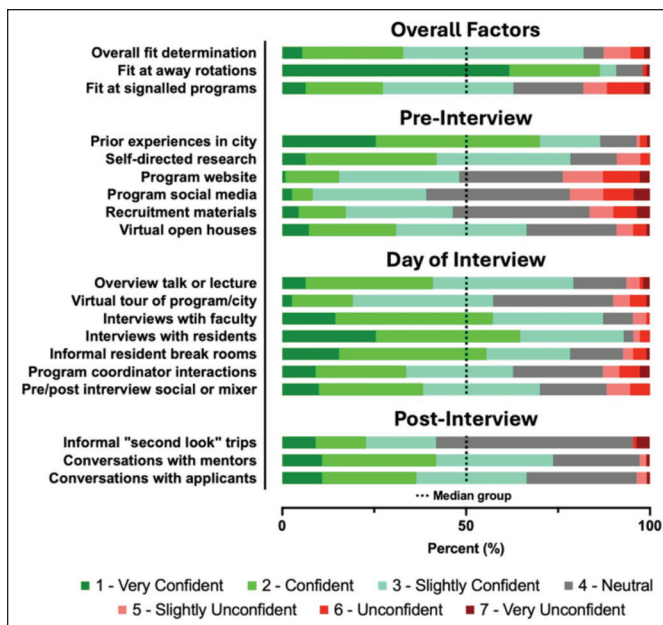 Overall Factors
Overall fit determination
Fit at away rotations
Fit at signalled programs
Pre-Interview
Prior experiences in city
Self-directed research
Program website
Program social media
Recruitment materials
Virtual open houses
Day of Interview
Overview talk or lecture
Virtual tour of program/city
Interviews wtih faculty
Interviews with residents
Informal resident break rooms
Program coordinator interactions
Pre/post intrerview social or mixer
Post-Interview
Informal "second look" trips
Conversations with mentors
Conversations with applicants
Median group
0 50 100
Percent (%)
1 - Very Confident 2 - Confident 3 - Slightly Confident 4 - Neutral
5 - Slightly Unconfident 6 - Unconfident 7 - Very Unconfident